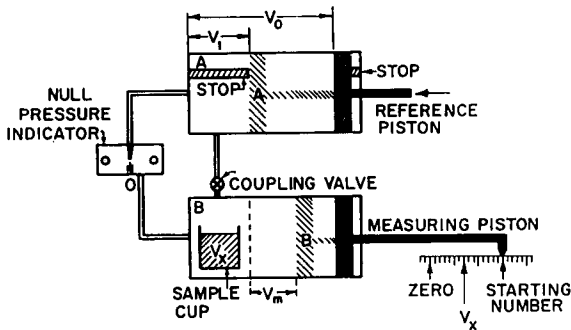 V₀
V₁
A
STOP
STOP
A
NULL
PRESSURE
INDICATOR
REFERENCE
PISTON
O
COUPLING VALVE
B
MEASURING PISTON
B
Vₓ
SAMPLE
CUP
Vₘ
ZERO
STARTING
NUMBER
Vₓ